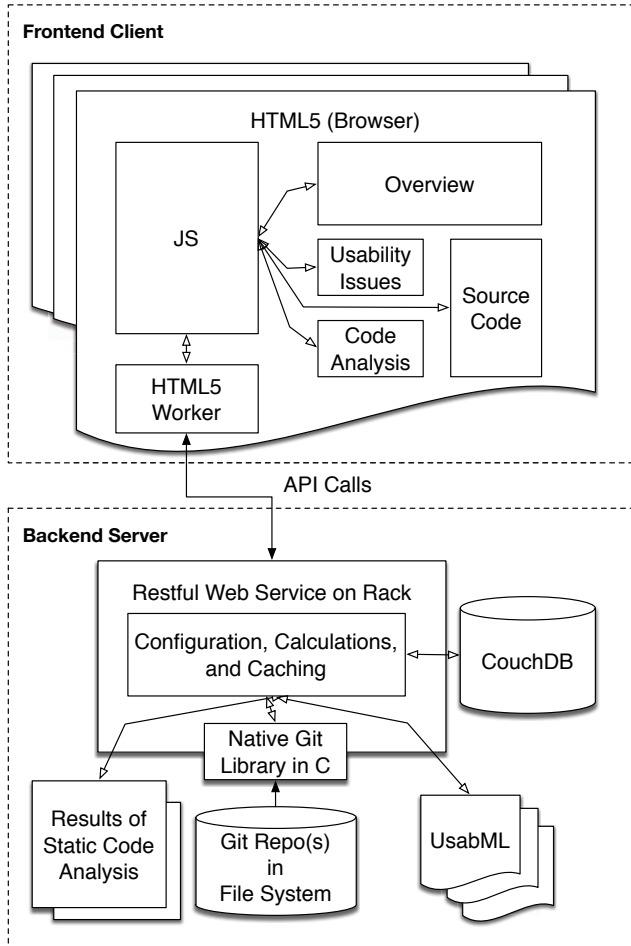 Frontend Client
HTML5 (Browser)
JS
Overview
Usability
Issues
Source
Code
Code
Analysis
HTML5
Worker
API Calls
Backend Server
Restful Web Service on Rack
Configuration, Calculations,
and Caching
CouchDB
Native Git
Library in C
Results of
Static Code
Analysis
Git Repo(s)
in
File System
UsabML